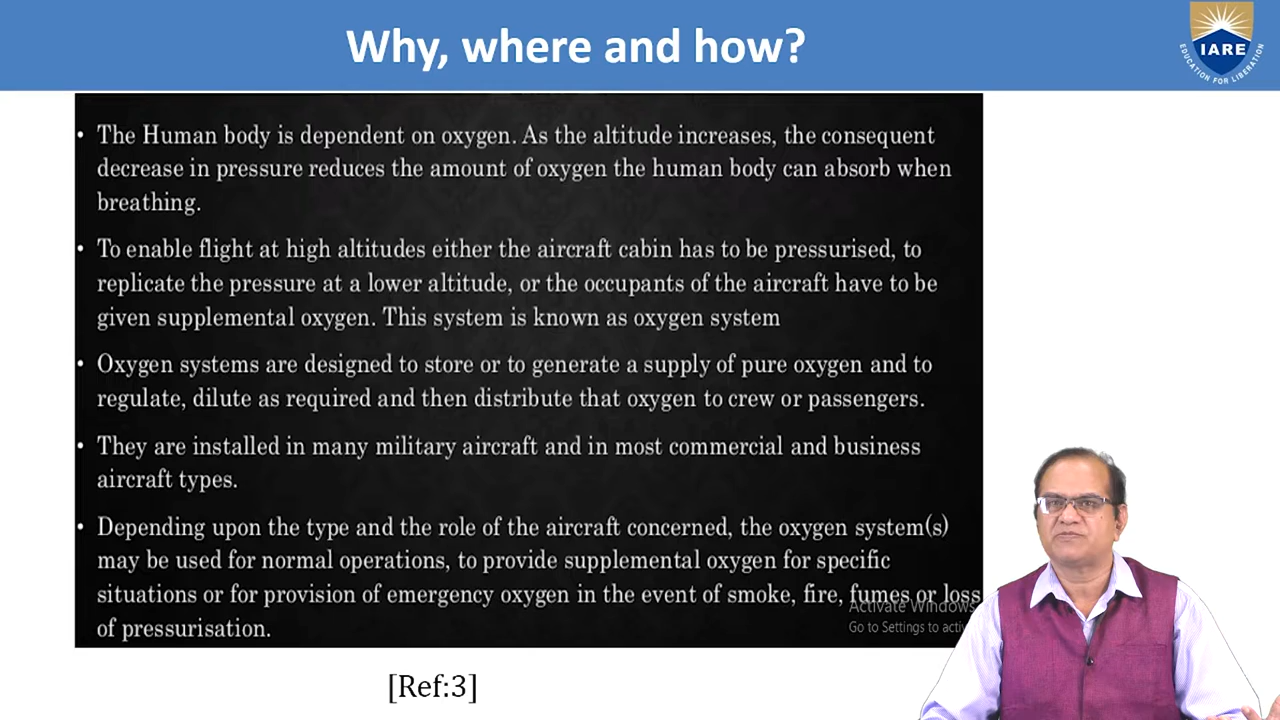 Why, where and how?
IARE
EDUCATION FOR LIBERATION
• The Human body is dependent on oxygen. As the altitude increases, the consequent
decrease in pressure reduces the amount of oxygen the human body can absorb when
breathing.
• To enable flight at high altitudes either the aircraft cabin has to be pressurised, to
replicate the pressure at a lower altitude, or the occupants of the aircraft have to be
given supplemental oxygen. This system is known as oxygen system
• Oxygen systems are designed to store or to generate a supply of pure oxygen and to
regulate, dilute as required and then distribute that oxygen to crew or passengers.
• They are installed in many military aircraft and in most commercial and business
aircraft types.
• Depending upon the type and the role of the aircraft concerned, the oxygen system(s)
may be used for normal operations, to provide supplemental oxygen for specific
situations or for provision of emergency oxygen in the event of smoke, fire, fumes or loss
of pressurisation.
Activate Windows
Go to Settings to
[Ref:3]